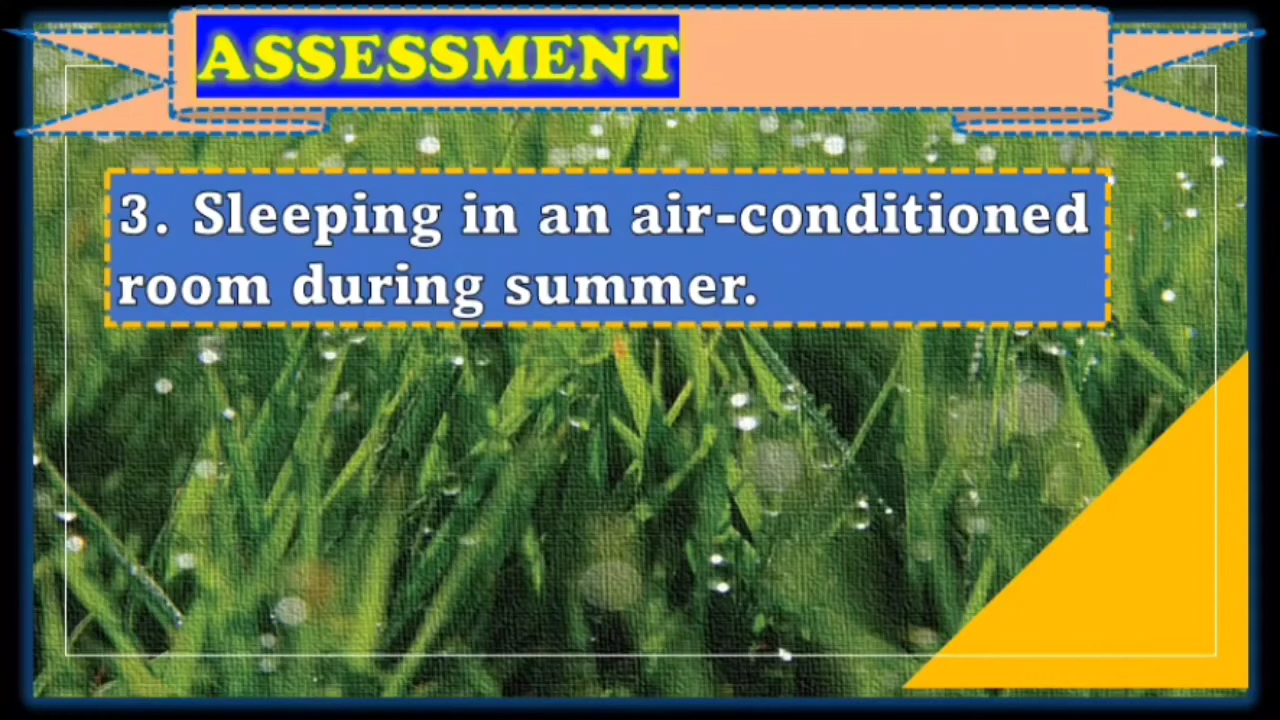 ASSESSMENT
3. Sleeping in an air-conditioned
room during summer.